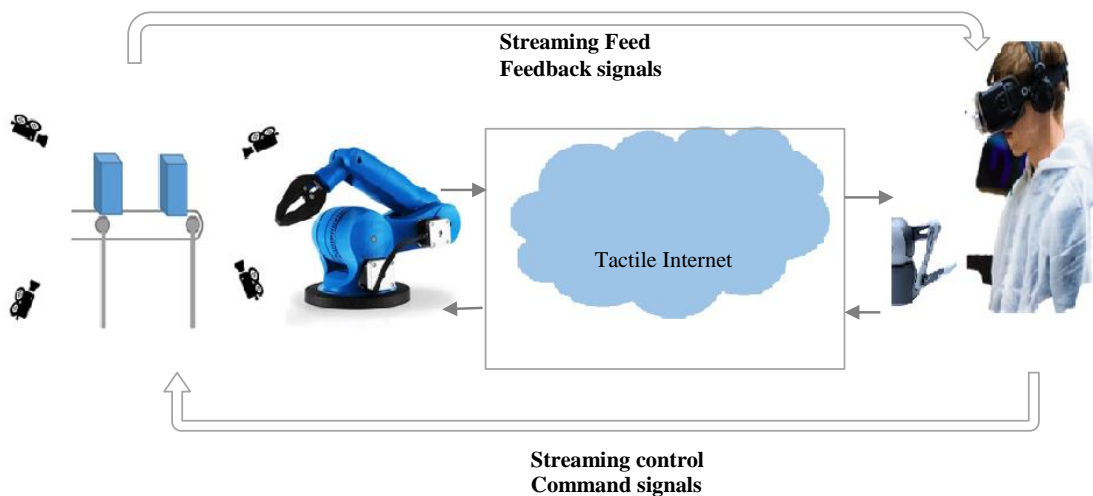 Streaming Feed
Feedback signals
Tactile Internet
Streaming control
Command signals